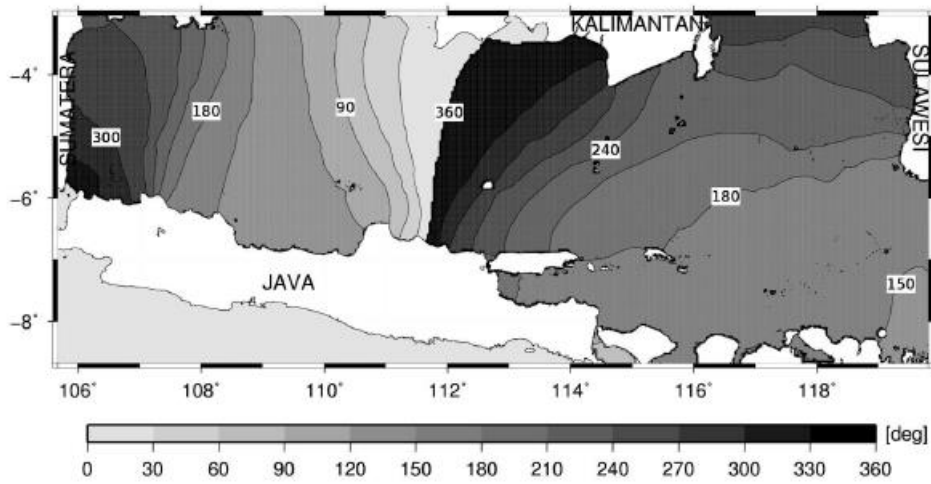 KALIMANTAN
SUMATERA
SULAWESI
−4
−6
−8
180
90
360
300
240
180
150
JAVA
106° 108° 110° 112° 114° 116° 118°
[deg]
0 30 60 90 120 150 180 210 240 270 300 330 360